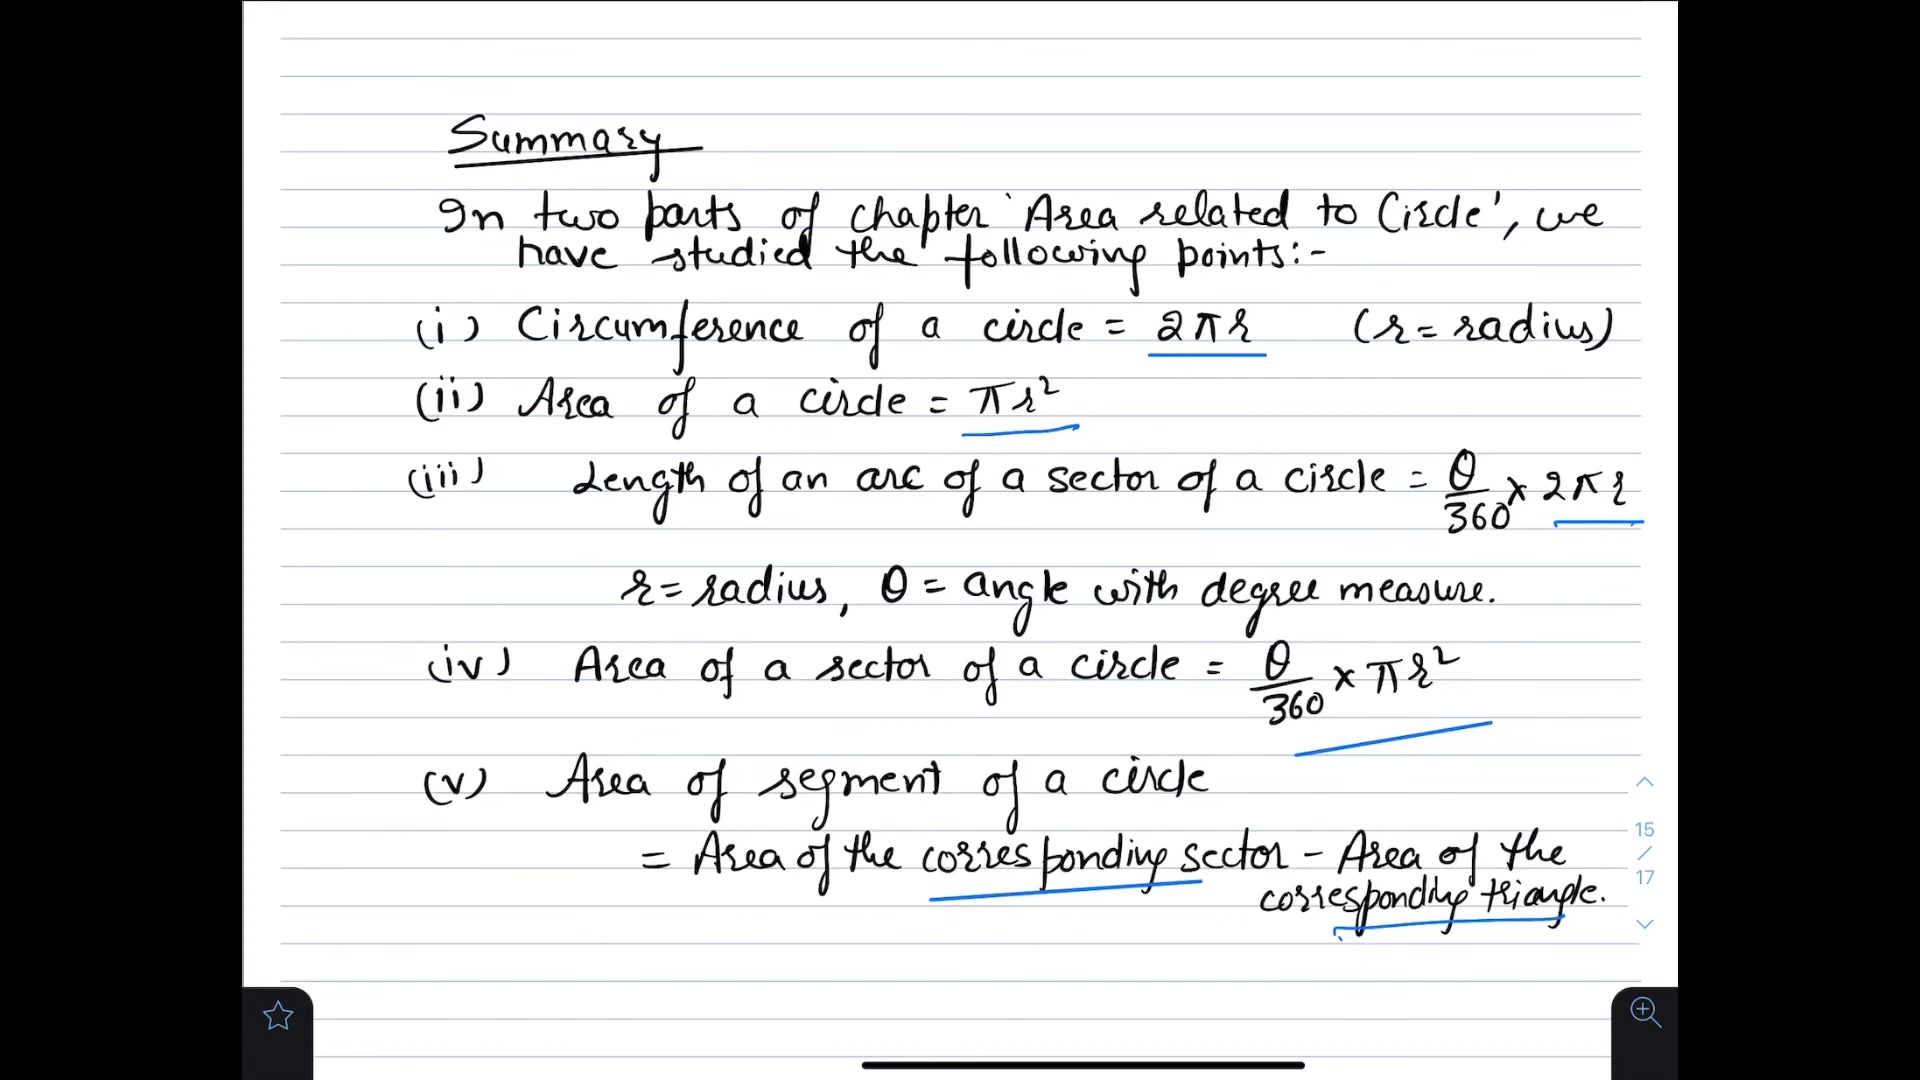 Summary
In two parts of chapter 'Area related to Circle', we
have studied the following points:-
(i) Circumference of a circle = 2πr (r = radius)
(ii) Area of a circle = πr²
(iii) Length of an arc of a sector of a circle = θ/360 × 2πr
r = radius, θ = angle with degree measure.
(iv) Area of a sector of a circle = θ/360 × πr²
(v) Area of segment of a circle
= Area of the corresponding sector - Area of the
corresponding triangle.
15
/
17